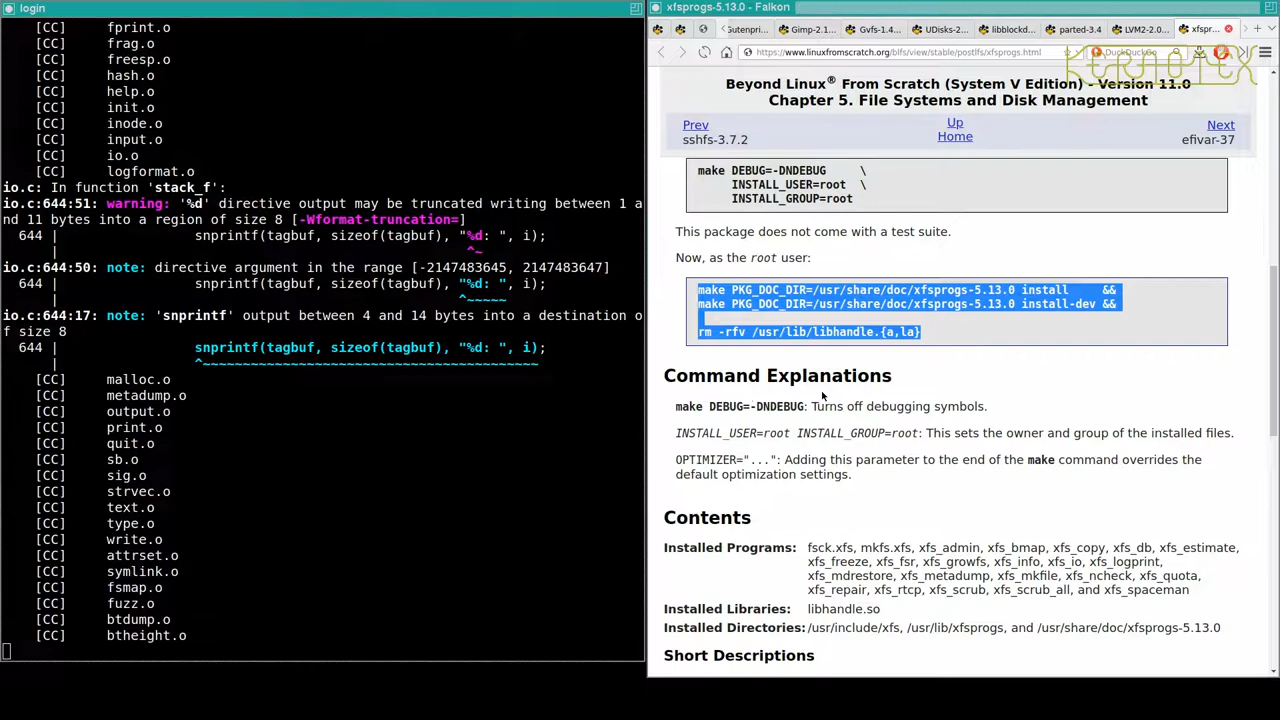 login
[CC]     fprint.o
[CC]     frag.o
[CC]     freesp.o
[CC]     hash.o
[CC]     help.o
[CC]     init.o
[CC]     inode.o
[CC]     input.o
[CC]     io.o
[CC]     logformat.o
io.c: In function 'stack_f':
io.c:644:51: warning: '%d' directive output may be truncated writing between 1 a
nd 11 bytes into a region of size 8 [-Wformat-truncation=]
644 |                 snprintf(tagbuf, sizeof(tagbuf), "%d: ", i);
|                                                   ^~
io.c:644:50: note: directive argument in the range [-2147483645, 2147483647]
644 |                 snprintf(tagbuf, sizeof(tagbuf), "%d: ", i);
|                                                  ^~~~~~
io.c:644:17: note: 'snprintf' output between 4 and 14 bytes into a destination o
f size 8
644 |                 snprintf(tagbuf, sizeof(tagbuf), "%d: ", i);
|                 ^~~~~~~~~~~~~~~~~~~~~~~~~~~~~~~~~~~~~~~~~~~
[CC]     malloc.o
[CC]     metadump.o
[CC]     output.o
[CC]     print.o
[CC]     quit.o
[CC]     sb.o
[CC]     sig.o
[CC]     strvec.o
[CC]     text.o
[CC]     type.o
[CC]     write.o
[CC]     attrset.o
[CC]     symlink.o
[CC]     fsmap.o
[CC]     fuzz.o
[CC]     btdump.o
[CC]     btheight.o
xfsprogs-5.13.0 - Falkon
Gutenpri Gimp-2.1... Gvfs-1.4... UDisks-2... libblockd... parted-3.4 LVM2-2.0... xfspr...
https://www.linuxfromscratch.org/blfs/view/stable/postlfs/xfsprogs.html DuckDuckGo
KERNOTEX
Beyond Linux® From Scratch (System V Edition) - Version 11.0
Chapter 5. File Systems and Disk Management
Prev Up Next
sshfs-3.7.2 Home efivar-37
make DEBUG=-DNDEBUG     \
INSTALL_USER=root  \
INSTALL_GROUP=root
This package does not come with a test suite.
Now, as the root user:
make PKG_DOC_DIR=/usr/share/doc/xfsprogs-5.13.0 install     &&
make PKG_DOC_DIR=/usr/share/doc/xfsprogs-5.13.0 install-dev &&
rm -rfv /usr/lib/libhandle.{a,la}
Command Explanations
make DEBUG=-DNDEBUG: Turns off debugging symbols.
INSTALL_USER=root INSTALL_GROUP=root: This sets the owner and group of the installed files.
OPTIMIZER="...": Adding this parameter to the end of the make command overrides the
default optimization settings.
Contents
Installed Programs: fsck.xfs, mkfs.xfs, xfs_admin, xfs_bmap, xfs_copy, xfs_db, xfs_estimate,
xfs_freeze, xfs_fsr, xfs_growfs, xfs_info, xfs_io, xfs_logprint,
xfs_mdrestore, xfs_metadump, xfs_mkfile, xfs_ncheck, xfs_quota,
xfs_repair, xfs_rtcp, xfs_scrub, xfs_scrub_all, and xfs_spaceman
Installed Libraries: libhandle.so
Installed Directories: /usr/include/xfs, /usr/lib/xfsprogs, and /usr/share/doc/xfsprogs-5.13.0
Short Descriptions